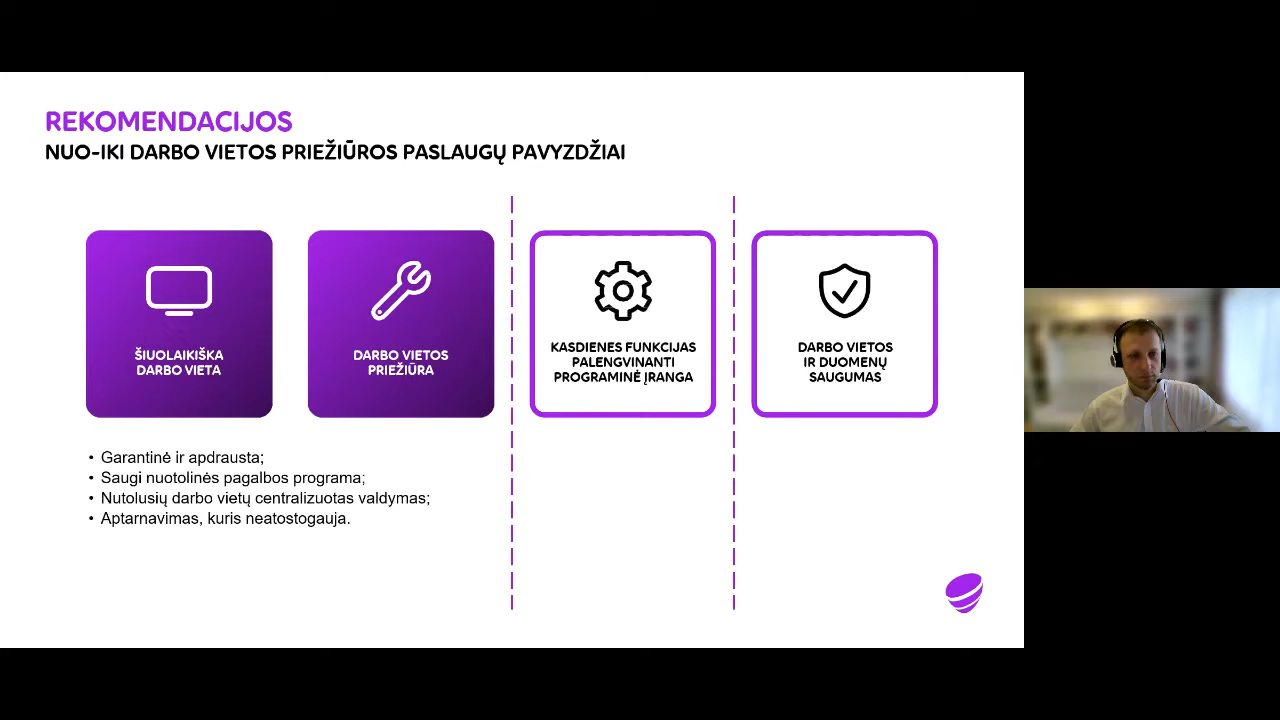 REKOMENDACIJOS
NUO-IKI DARBO VIETOS PRIEŽIŪROS PASLAUGŲ PAVYZDŽIAI
ŠIUOLAIKIŠKA
DARBO VIETA
DARBO VIETOS
PRIEŽIŪRA
KASDIENES FUNKCIJAS
PALENGVINANTI
PROGRAMINĖ ĮRANGA
DARBO VIETOS
IR DUOMENŲ
SAUGUMAS
• Garantinė ir apdrausta;
• Saugi nuotolinės pagalbos programa;
• Nutolusių darbo vietų centralizuotas valdymas;
• Aptarnavimas, kuris neatostogauja.